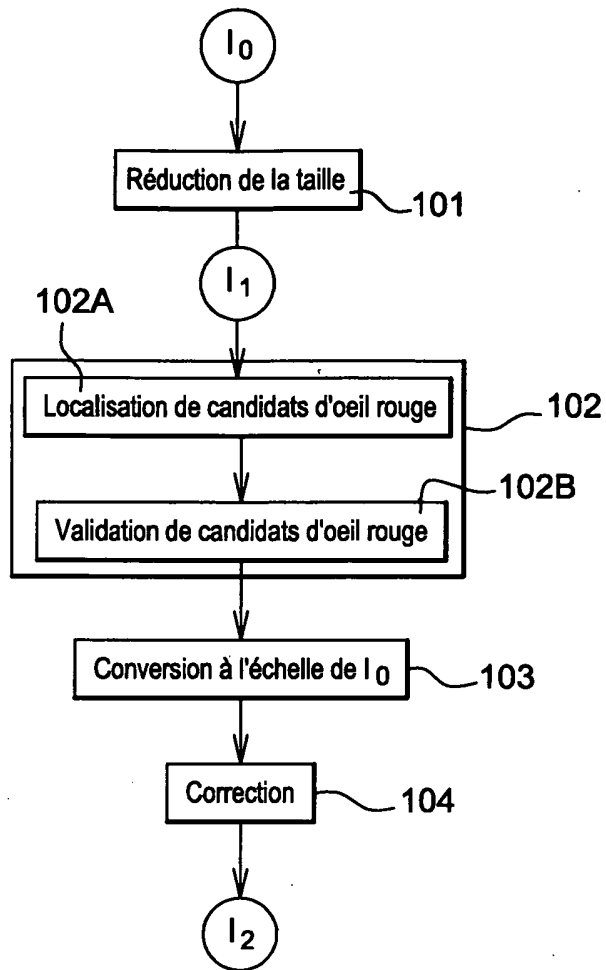 I0
Réduction de la taille
101
I1
102A
Localisation de candidats d'oeil rouge
102
102B
Validation de candidats d'oeil rouge
Conversion à l'échelle de I0
103
Correction
104
I2